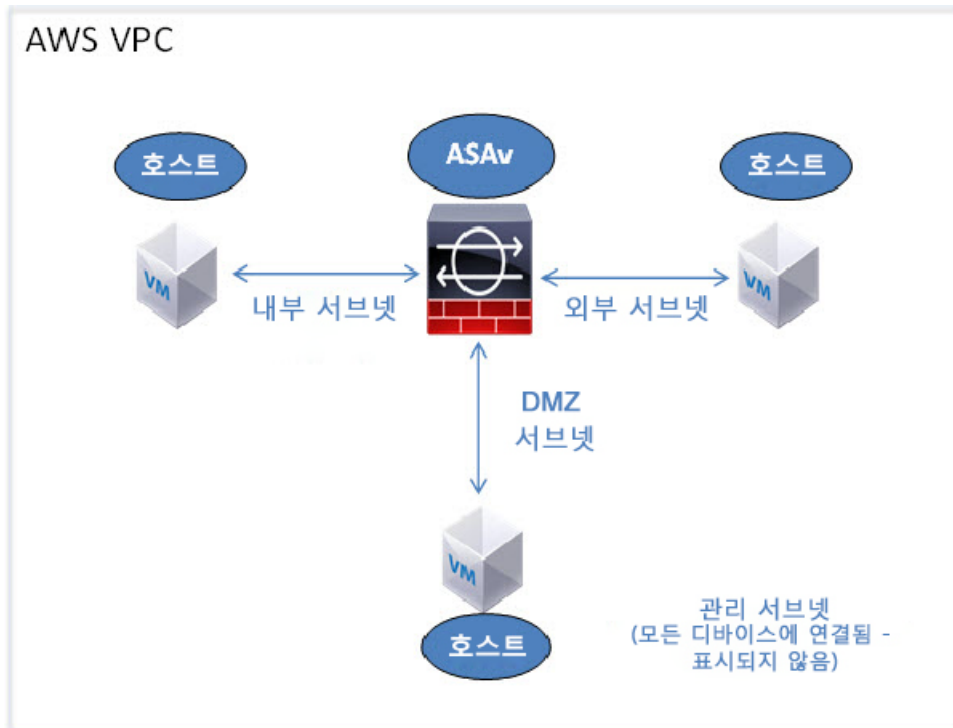 AWS VPC
호스트
ASAv
호스트
VM
VM
내부 서브넷
외부 서브넷
DMZ
서브넷
VM
호스트
관리 서브넷
(모든 디바이스에 연결됨 -
표시되지 않음)